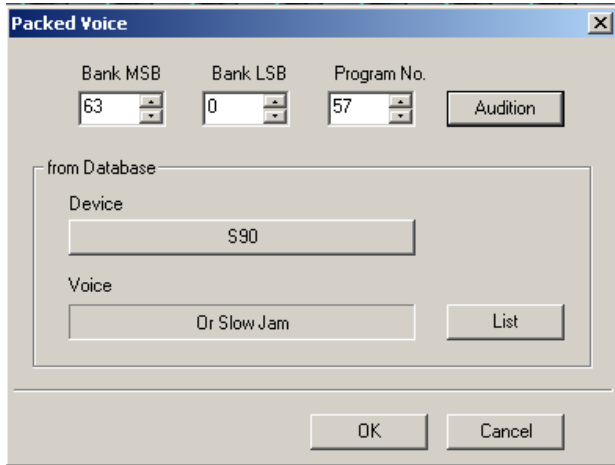 Packed Voice
Bank MSB Bank LSB Program No.
63 0 57 Audition
from Database
Device
S90
Voice
Or Slow Jam List
OK Cancel